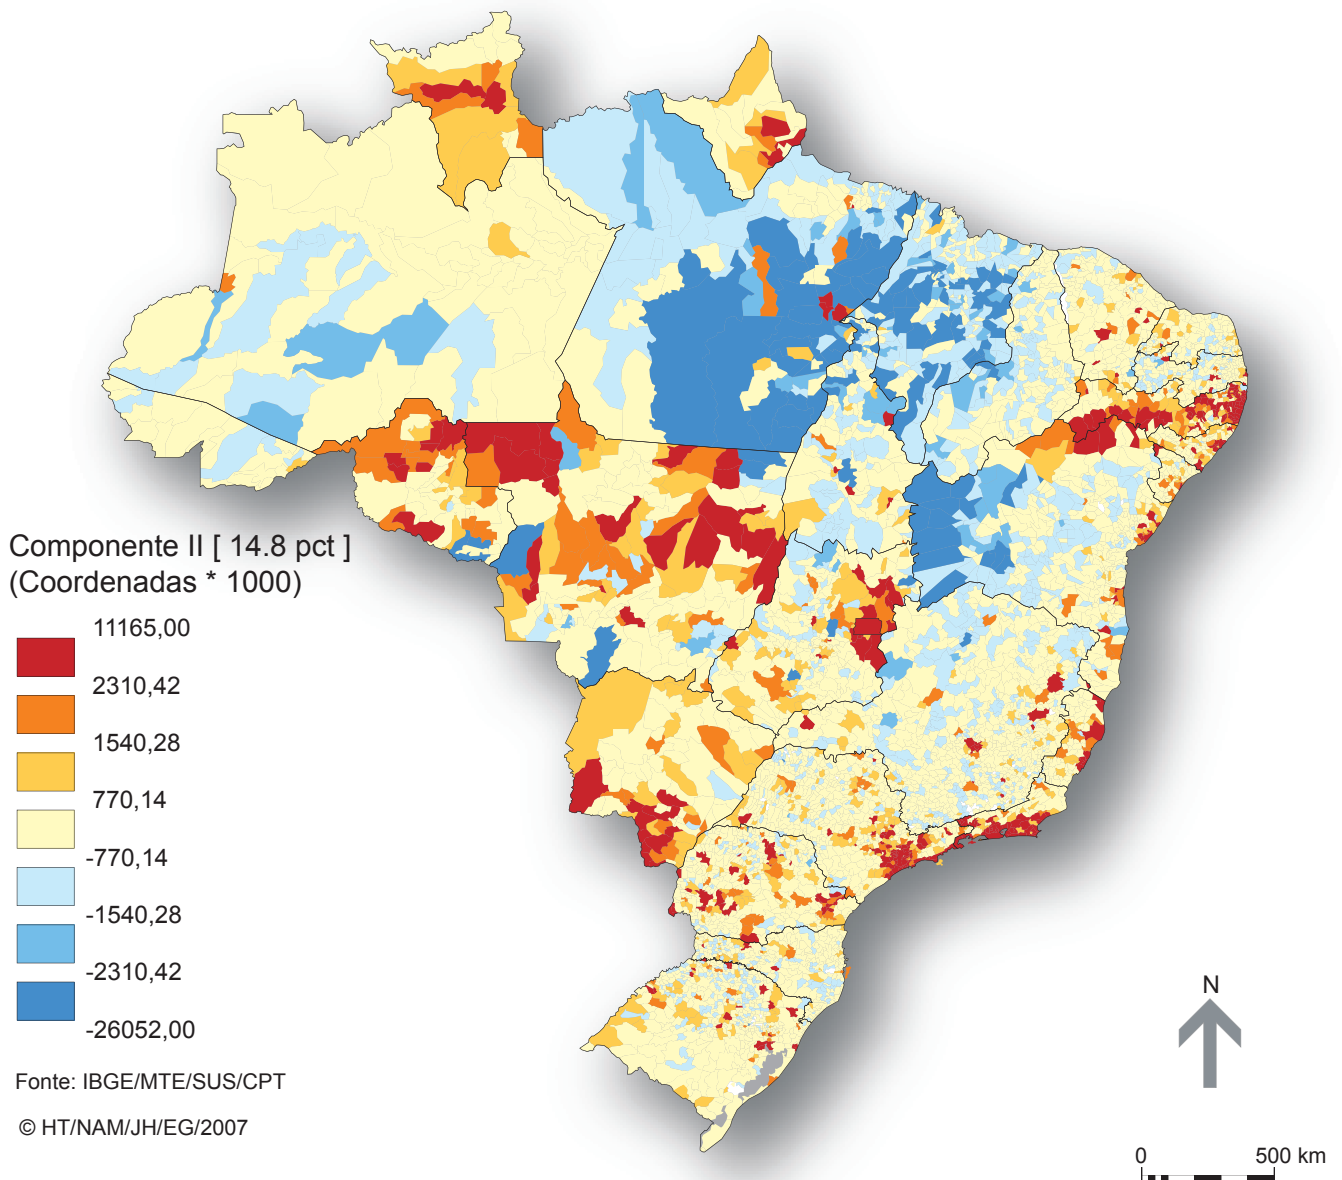 Componente II [ 14.8 pct ]
(Coordenadas * 1000)
11165,00
2310,42
1540,28
770,14
-770,14
-1540,28
-2310,42
-26052,00
Fonte: IBGE/MTE/SUS/CPT
© HT/NAM/JH/EG/2007
N
0 500 km